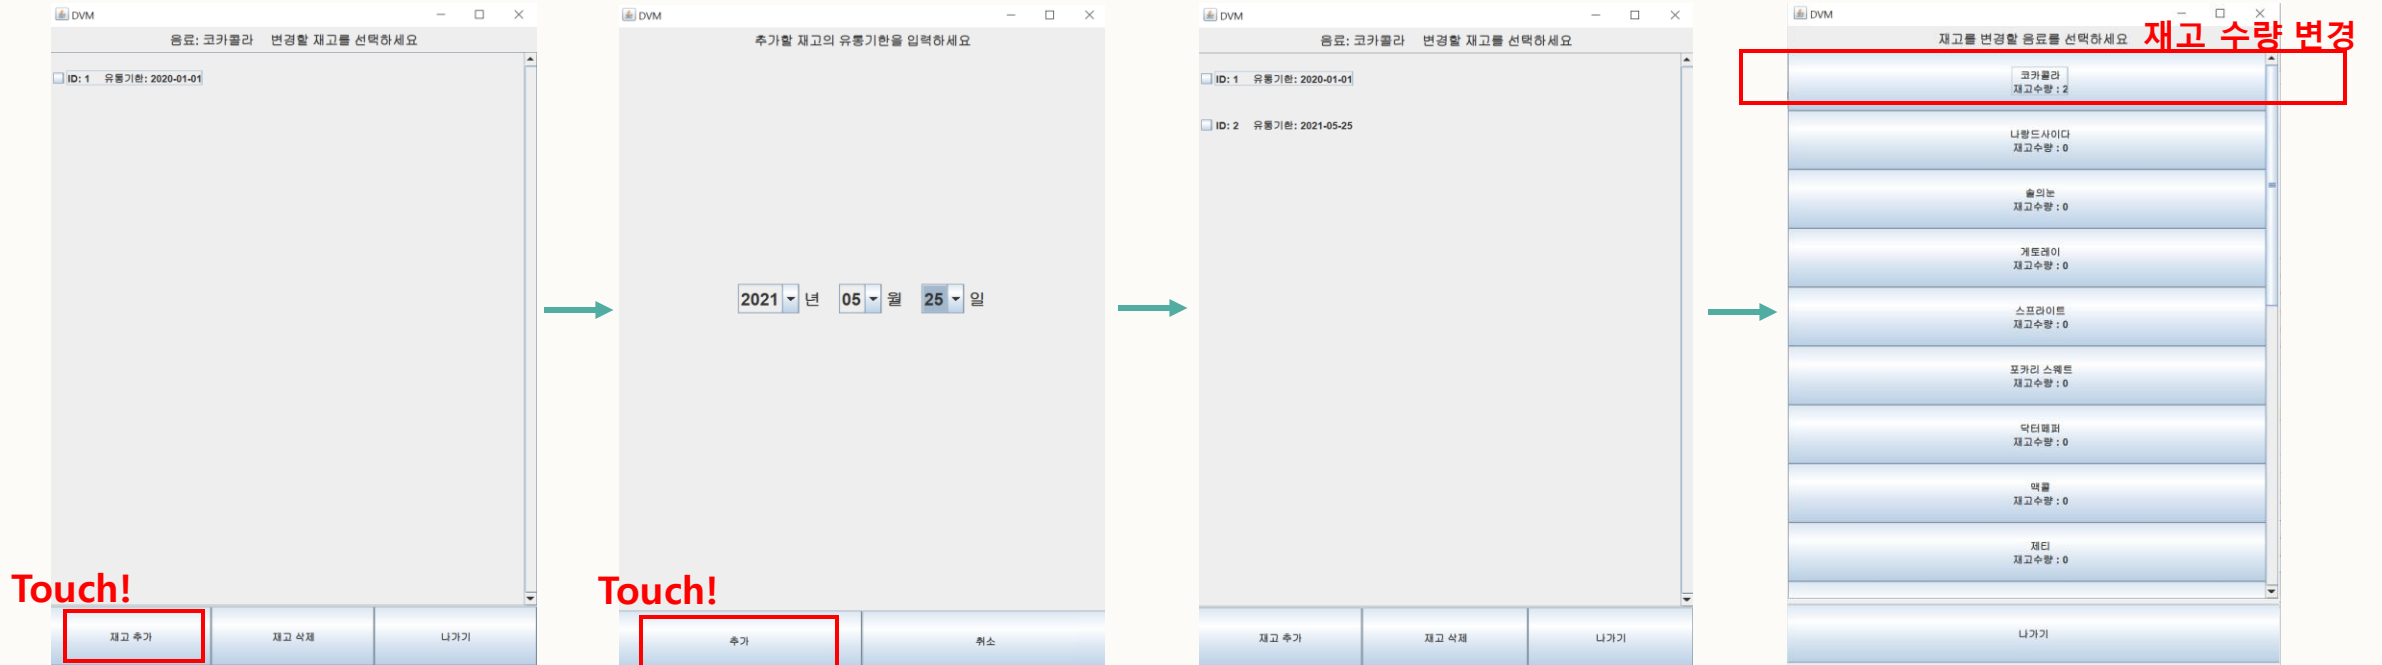 DVM
음료: 코카콜라 변경할 재고를 선택하세요
ID: 1 유통기한: 2020-01-01
Touch!
재고 추가 재고 삭제 나가기
DVM
추가할 재고의 유통기한을 입력하세요
2021 년 05 월 25 일
Touch!
추가 취소
DVM
음료: 코카콜라 변경할 재고를 선택하세요
ID: 1 유통기한: 2020-01-01
ID: 2 유통기한: 2021-05-25
재고 추가 재고 삭제 나가기
DVM
재고를 변경할 음료를 선택하세요
재고 수량 변경
코카콜라
재고수량 : 2
나랑드사이다
재고수량 : 0
솔의눈
재고수량 : 0
게토레이
재고수량 : 0
스프라이트
재고수량 : 0
포카리 스웨트
재고수량 : 0
닥터페퍼
재고수량 : 0
맥콜
재고수량 : 0
제티
재고수량 : 0
나가기